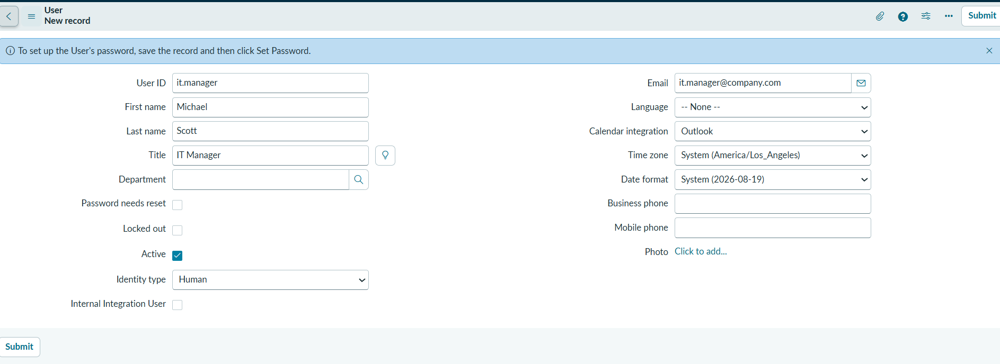 User
New record
Submit
To set up the User's password, save the record and then click Set Password.
User ID it.manager
First name Michael
Last name Scott
Title IT Manager
Department
Password needs reset
Locked out
Active
Identity type Human
Internal Integration User
Email it.manager@company.com
Language -- None --
Calendar integration Outlook
Time zone System (America/Los_Angeles)
Date format System (2026-08-19)
Business phone
Mobile phone
Photo Click to add...
Submit